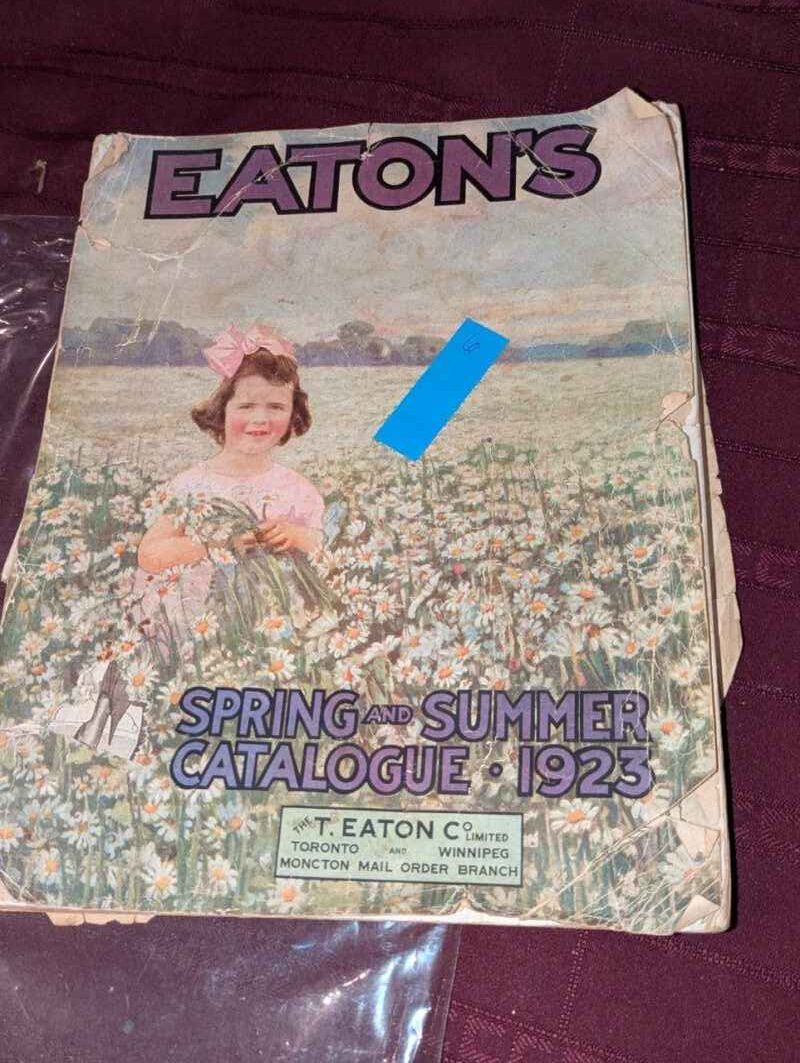 EATON'S
SPRING AND SUMMER
CATALOGUE • 1923
THE T. EATON Co LIMITED
TORONTO AND WINNIPEG
MONCTON MAIL ORDER BRANCH